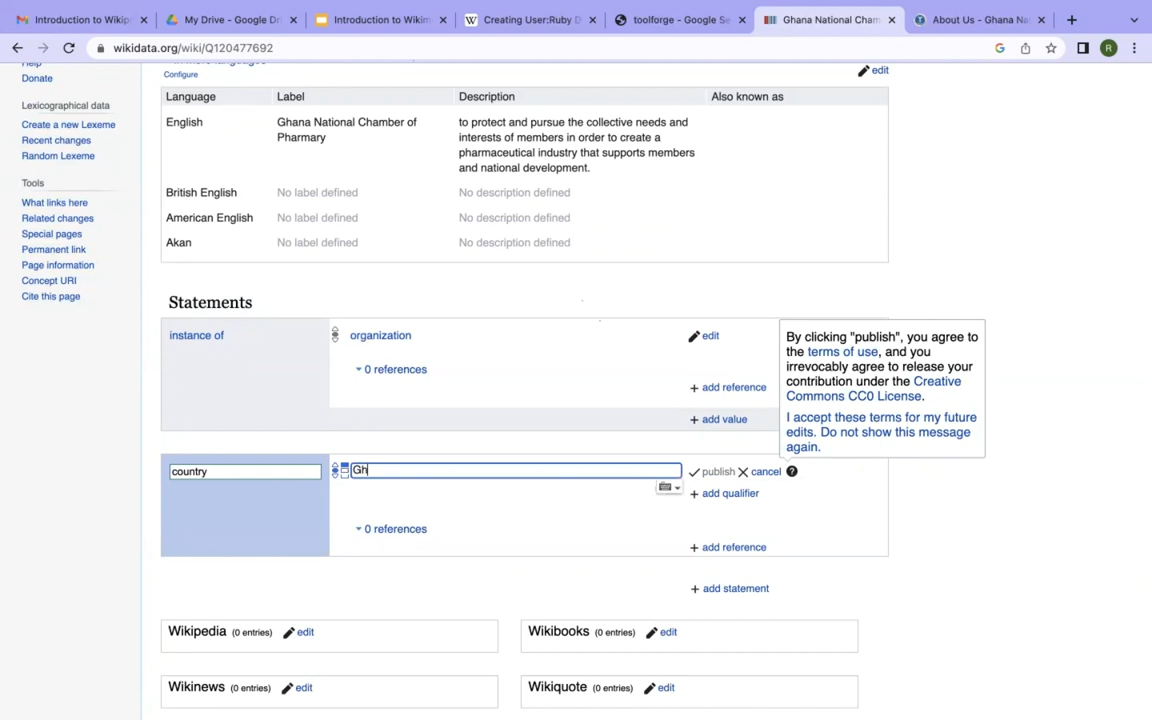 Introduction to Wikip
My Drive - Google Dr
Introduction to Wikim
Creating User:Ruby D
toolforge - Google Se
Ghana National Cham
About Us - Ghana Na
wikidata.org/wiki/Q120477692
R
Help
Donate
Lexicographical data
Create a new Lexeme
Recent changes
Random Lexeme
Tools
What links here
Related changes
Special pages
Permanent link
Page information
Concept URI
Cite this page
Configure
edit
Language Label Description Also known as
English Ghana National Chamber of Pharmary to protect and pursue the collective needs and
interests of members in order to create a
pharmaceutical industry that supports members
and national development.
British English No label defined No description defined
American English No label defined No description defined
Akan No label defined No description defined
Statements
instance of organization edit
0 references
+ add reference
+ add value
By clicking "publish", you agree to
the terms of use, and you
irrevocably agree to release your
contribution under the Creative
Commons CC0 License.
I accept these terms for my future
edits. Do not show this message
again.
country Gh publish cancel ?
+ add qualifier
0 references
+ add reference
+ add statement
Wikipedia (0 entries) edit
Wikibooks (0 entries) edit
Wikinews (0 entries) edit
Wikiquote (0 entries) edit